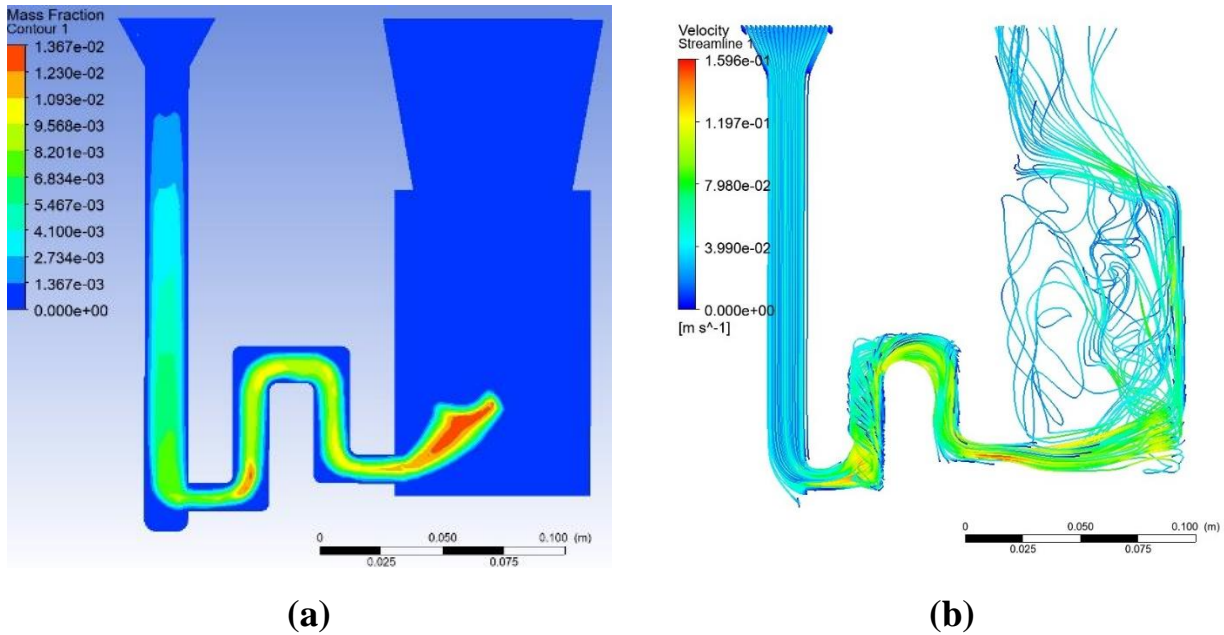 Mass Fraction
Contour 1
1.367e-02
1.230e-02
1.093e-02
9.568e-03
8.201e-03
6.834e-03
5.467e-03
4.100e-03
2.734e-03
1.367e-03
0.000e+00
0 0.050 0.100 (m)
0.025 0.075
(a)
Velocity
Streamline 1
1.596e-01
1.197e-01
7.980e-02
3.990e-02
0.000e+00
[m s^-1]
0 0.050 0.100 (m)
0.025 0.075
(b)